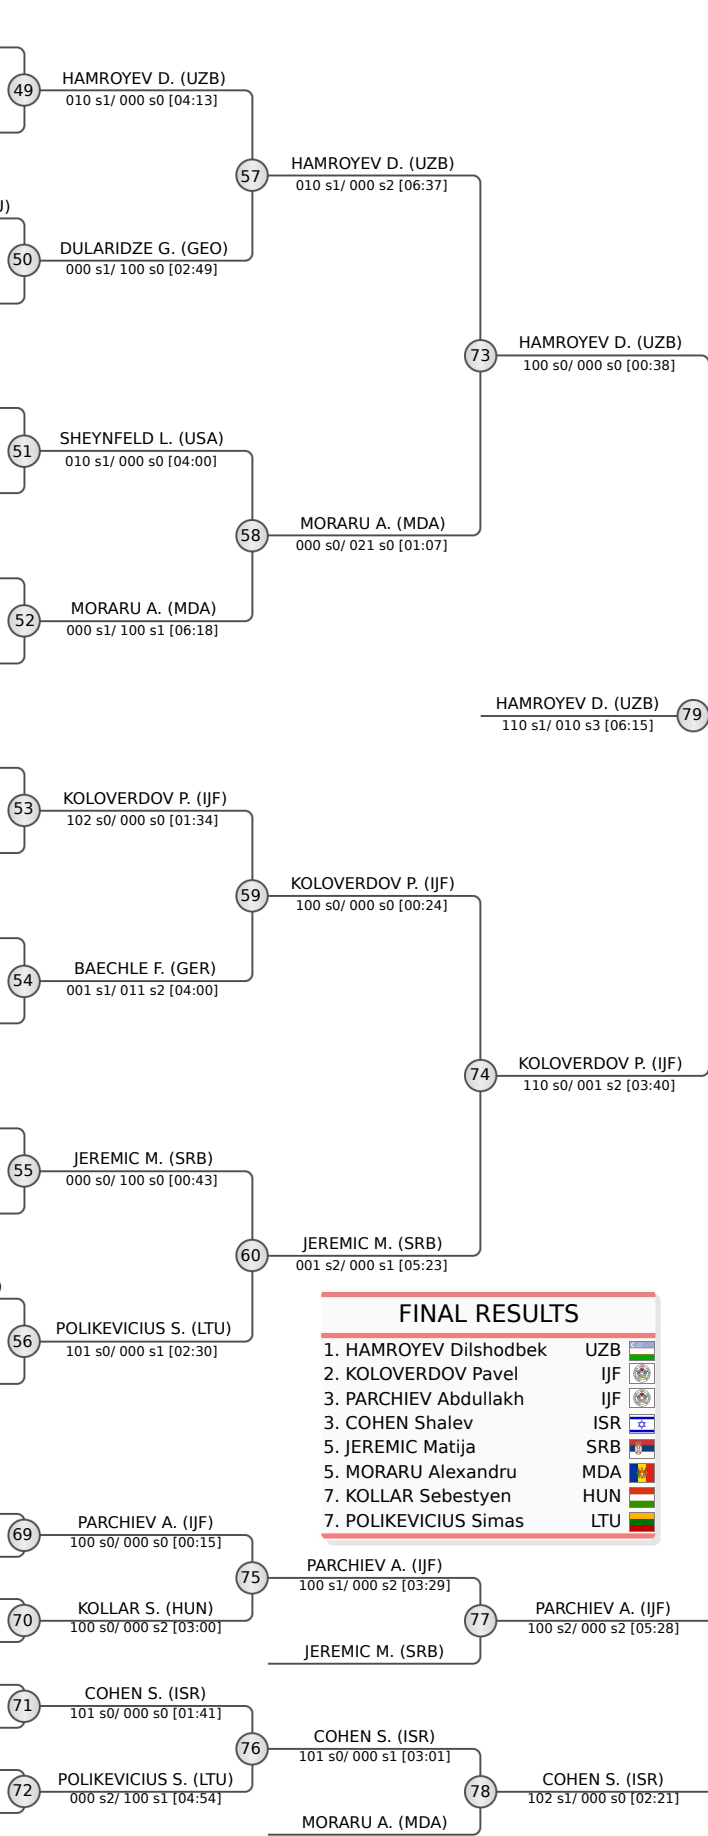 HAMROYEV D. (UZB)
49
010 s1/ 000 s0 [04:13]
HAMROYEV D. (UZB)
57
010 s1/ 000 s2 [06:37]
J)
DULARIDZE G. (GEO)
50
000 s1/ 100 s0 [02:49]
HAMROYEV D. (UZB)
73
100 s0/ 000 s0 [00:38]
SHEYNFELD L. (USA)
51
010 s1/ 000 s0 [04:00]
MORARU A. (MDA)
58
000 s0/ 021 s0 [01:07]
MORARU A. (MDA)
52
000 s1/ 100 s1 [06:18]
HAMROYEV D. (UZB)
79
110 s1/ 010 s3 [06:15]
KOLOVERDOV P. (IJF)
53
102 s0/ 000 s0 [01:34]
KOLOVERDOV P. (IJF)
59
100 s0/ 000 s0 [00:24]
BAECHLE F. (GER)
54
001 s1/ 011 s2 [04:00]
KOLOVERDOV P. (IJF)
74
110 s0/ 001 s2 [03:40]
JEREMIC M. (SRB)
55
000 s0/ 100 s0 [00:43]
JEREMIC M. (SRB)
60
001 s2/ 000 s1 [05:23]
)
POLIKEVICIUS S. (LTU)
56
101 s0/ 000 s1 [02:30]
FINAL RESULTS
1. HAMROYEV Dilshodbek UZB
2. KOLOVERDOV Pavel IJF
3. PARCHIEV Abdullakh IJF
3. COHEN Shalev ISR
5. JEREMIC Matija SRB
5. MORARU Alexandru MDA
7. KOLLAR Sebestyen HUN
7. POLIKEVICIUS Simas LTU
PARCHIEV A. (IJF)
69
100 s0/ 000 s0 [00:15]
PARCHIEV A. (IJF)
75
100 s1/ 000 s2 [03:29]
KOLLAR S. (HUN)
70
100 s0/ 000 s2 [03:00]
PARCHIEV A. (IJF)
77
100 s2/ 000 s2 [05:28]
JEREMIC M. (SRB)
COHEN S. (ISR)
71
101 s0/ 000 s0 [01:41]
COHEN S. (ISR)
76
101 s0/ 000 s1 [03:01]
POLIKEVICIUS S. (LTU)
72
000 s2/ 100 s1 [04:54]
COHEN S. (ISR)
78
102 s1/ 000 s0 [02:21]
MORARU A. (MDA)